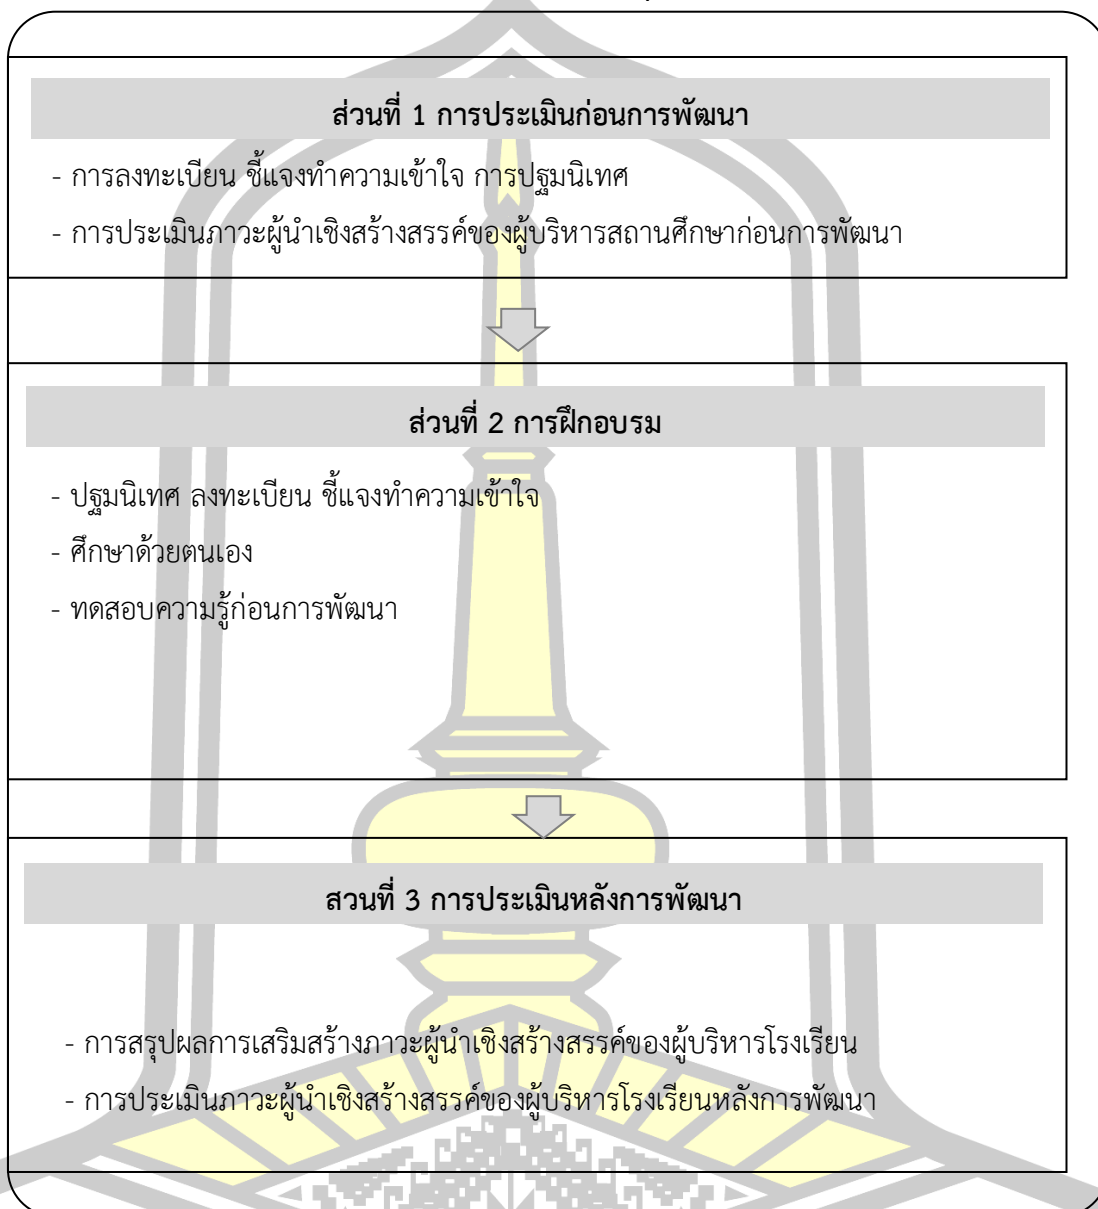 ส่วนที่ 1 การประเมินก่อนการพัฒนา
- การลงทะเบียน ชี้แจงทำความเข้าใจ การปฐมนิเทศ
- การประเมินภาวะผู้นำเชิงสร้างสรรค์ของผู้บริหารสถานศึกษาก่อนการพัฒนา
ส่วนที่ 2 การฝึกอบรม
- ปฐมนิเทศ ลงทะเบียน ชี้แจงทำความเข้าใจ
- ศึกษาด้วยตนเอง
- ทดสอบความรู้ก่อนการพัฒนา
สวนที่ 3 การประเมินหลังการพัฒนา
- การสรุปผลการเสริมสร้างภาวะผู้นำเชิงสร้างสรรค์ของผู้บริหารโรงเรียน
- การประเมินภาวะผู้นำเชิงสร้างสรรค์ของผู้บริหารโรงเรียนหลังการพัฒนา